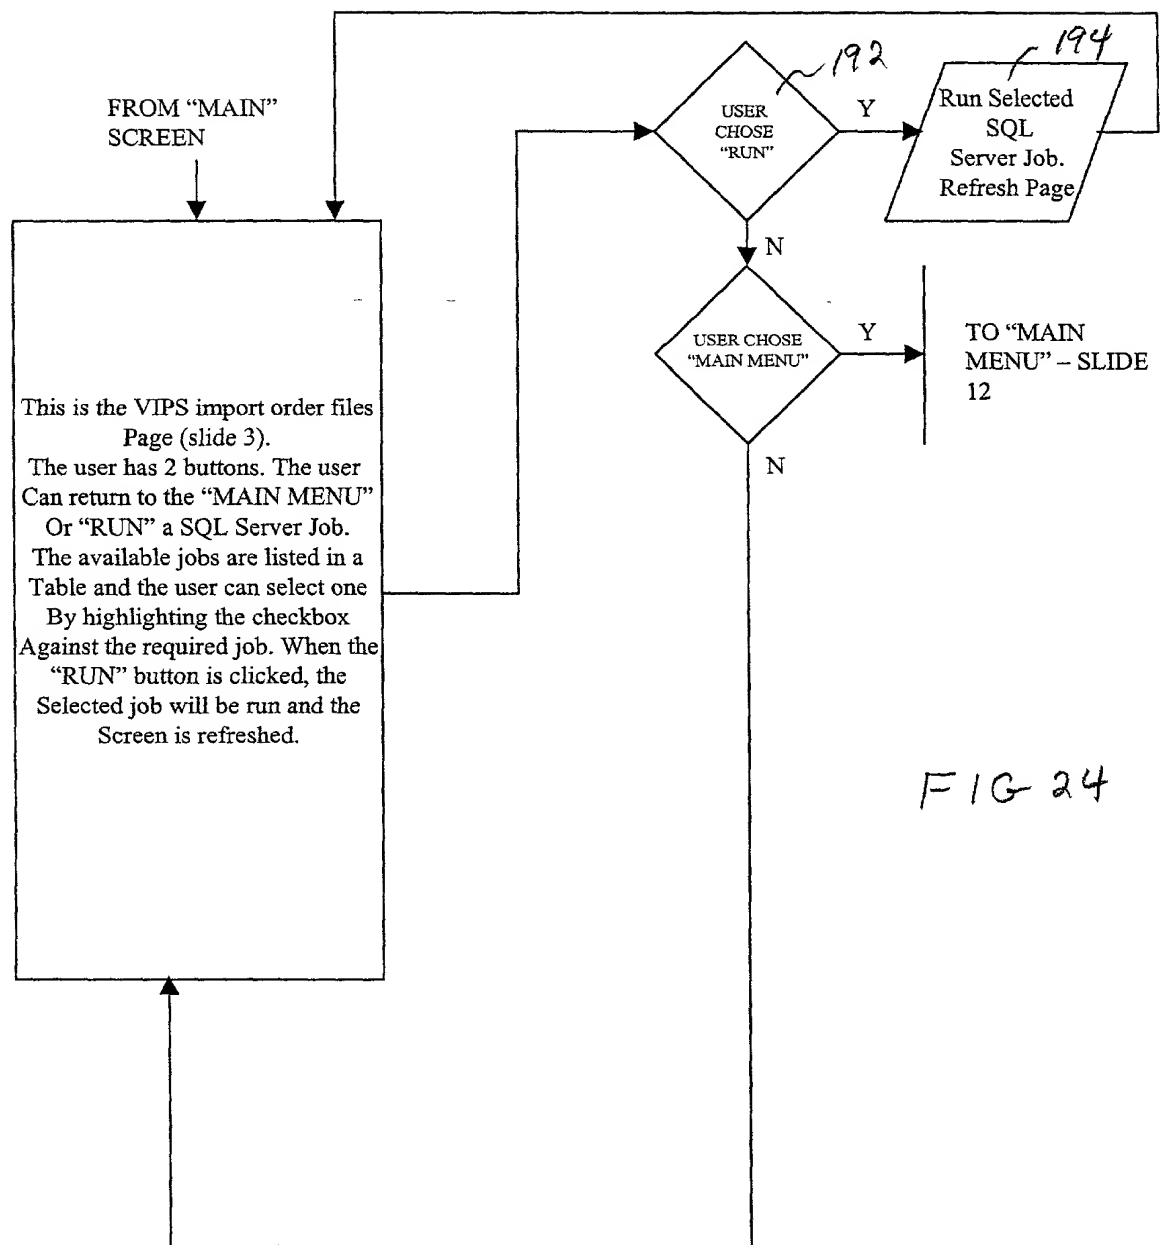 FROM “MAIN”
SCREEN
This is the VIPS import order files
Page (slide 3).
The user has 2 buttons. The user
Can return to the “MAIN MENU”
Or “RUN” a SQL Server Job.
The available jobs are listed in a
Table and the user can select one
By highlighting the checkbox
Against the required job. When the
“RUN” button is clicked, the
Selected job will be run and the
Screen is refreshed.
192
USER
CHOSE
“RUN”
Y
194
Run Selected
SQL
Server Job.
Refresh Page
N
USER CHOSE
“MAIN MENU”
Y
TO “MAIN
MENU” – SLIDE
12
N
FIG 24